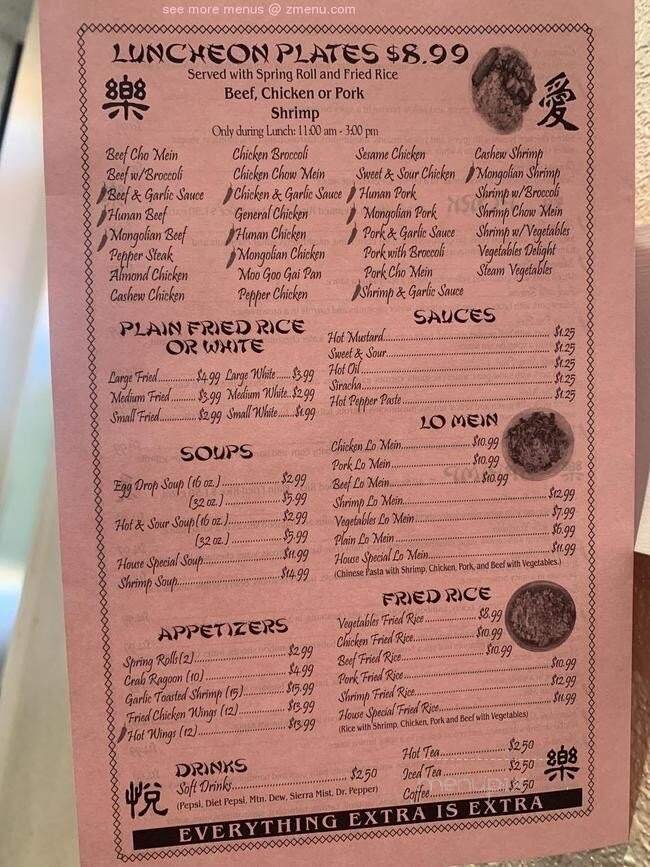 see more menus @ zmenu.com
LUNCHEON PLATES $8.99
Served with Spring Roll and Fried Rice
Beef, Chicken or Pork
Shrimp
Only during Lunch: 11:00 am - 3:00 pm
樂
愛
Beef Cho Mein
Beef w/Broccoli
Beef & Garlic Sauce
Hunan Beef
Mongolian Beef
Pepper Steak
Almond Chicken
Cashew Chicken
Chicken Broccoli
Chicken Chow Mein
Chicken & Garlic Sauce
General Chicken
Hunan Chicken
Mongolian Chicken
Moo Goo Gai Pan
Pepper Chicken
Sesame Chicken
Sweet & Sour Chicken
Hunan Pork
Mongolian Pork
Pork & Garlic Sauce
Pork with Broccoli
Pork Cho Mein
Shrimp & Garlic Sauce
Cashew Shrimp
Mongolian Shrimp
Shrimp w/Broccoli
Shrimp Chow Mein
Shrimp w/Vegetables
Vegetables Delight
Steam Vegetables
PLAIN FRIED RICE
OR WHITE
Large Fried.......... $4.99 Large White..... $3.99
Medium Fried....... $3.99 Medium White..$2.99
Small Fried.......... $2.99 Small White......$1.99
SOUPS
Egg Drop Soup (16 oz.)............ $2.99
(32 oz.) ............ $5.99
Hot & Sour Soup (16 oz.)............ $2.99
(32 oz.) ............ $5.99
House Special Soup............ $11.99
Shrimp Soup............ $14.99
APPETIZERS
Spring Rolls (2)............ $2.99
Crab Ragoon (10)............ $4.99
Garlic Toasted Shrimp (15)............ $15.99
Fried Chicken Wings (12)............ $13.99
Hot Wings (12)............ $13.99
SAUCES
Hot Mustard............ $1.25
Sweet & Sour............ $1.25
Hot Oil............ $1.25
Siracha............ $1.25
Hot Pepper Paste............ $1.25
LO MEIN
Chicken Lo Mein............ $10.99
Pork Lo Mein............ $10.99
Beef Lo Mein............ $10.99
Shrimp Lo Mein............ $12.99
Vegetables Lo Mein............ $7.99
Plain Lo Mein............ $6.99
House Special Lo Mein............ $11.99
(Chinese Pasta with Shrimp, Chicken, Pork, and Beef with Vegetables.)
FRIED RICE
Vegetables Fried Rice............ $8.99
Chicken Fried Rice............ $10.99
Beef Fried Rice............ $10.99
Pork Fried Rice............ $10.99
Shrimp Fried Rice............ $12.99
House Special Fried Rice............ $11.99
(Rice with Shrimp, Chicken, Pork and Beef with Vegetables)
悅
DRINKS
Soft Drinks............ $2.50
(Pepsi, Diet Pepsi, Mtn. Dew, Sierra Mist, Dr. Pepper)
Hot Tea............ $2.50
Iced Tea............ $2.50
Coffee............ $2.50
樂
EVERYTHING EXTRA IS EXTRA